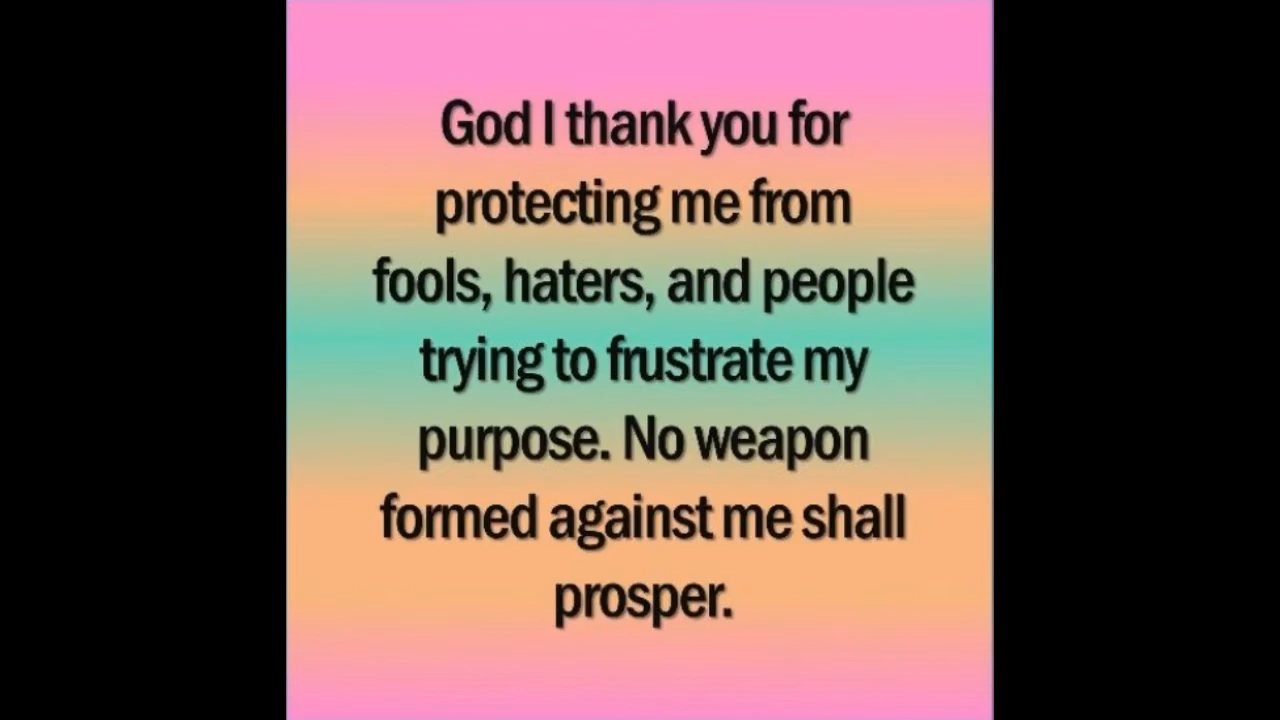 God I thank you for
protecting me from
fools, haters, and people
trying to frustrate my
purpose. No weapon
formed against me shall
prosper.